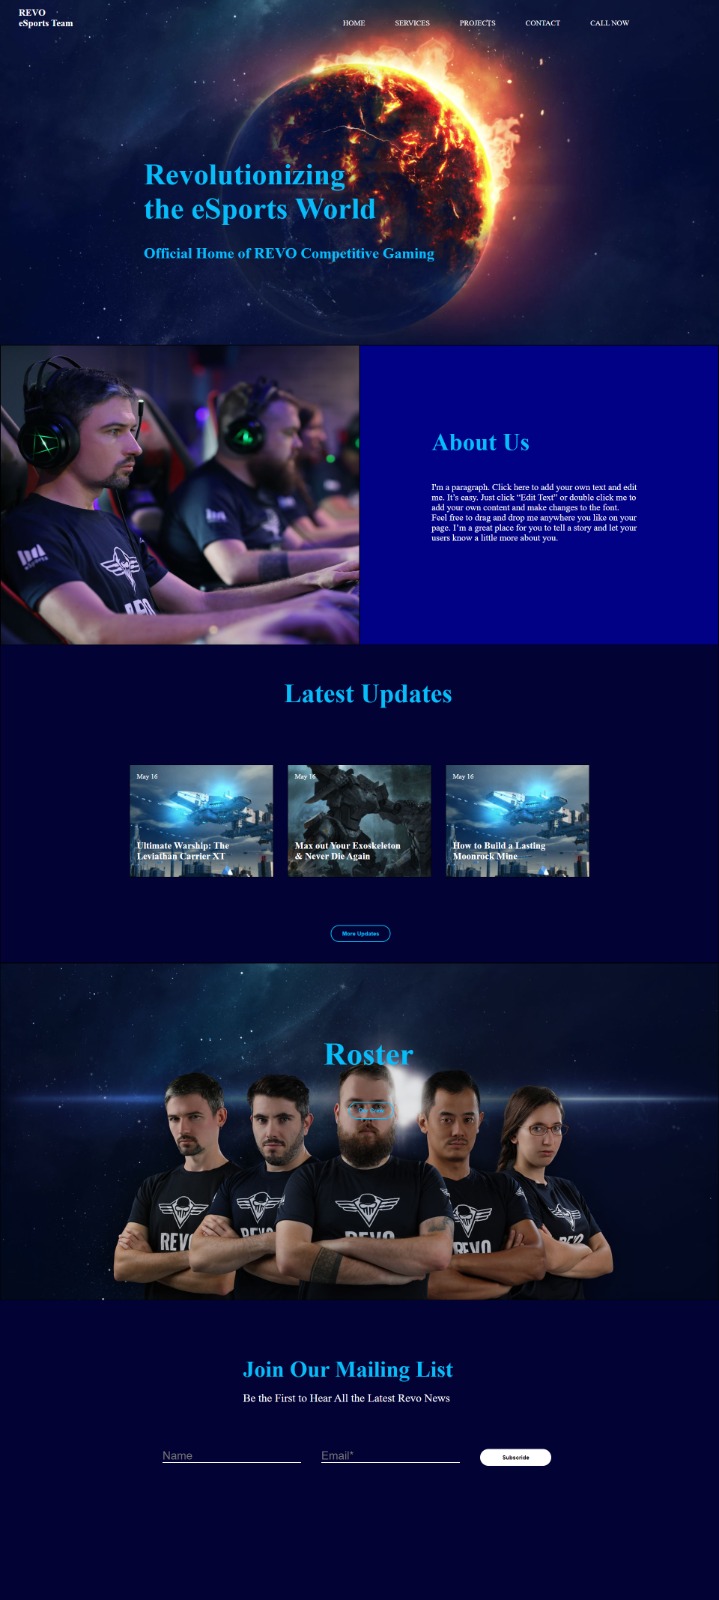 REVO
eSports Team
HOME SERVICES PROJECTS CONTACT CALL NOW
Revolutionizing
the eSports World
Official Home of REVO Competitive Gaming
About Us
I'm a paragraph. Click here to add your own text and edit
me. It's easy. Just click “Edit Text” or double click me to
add your own content and make changes to the font.
Feel free to drag and drop me anywhere you like on your
page. I'm a great place for you to tell a story and let your
users know a little more about you.
eSports
Latest Updates
May 16
Ultimate Warship: The
Leviathan Carrier XT
May 16
Max out Your Exoskeleton
& Never Die Again
May 16
How to Build a Lasting
Moonrock Mine
More Updates
Roster
REVO
Join Our Mailing List
Be the First to Hear All the Latest Revo News
Name
Email*
Subscride